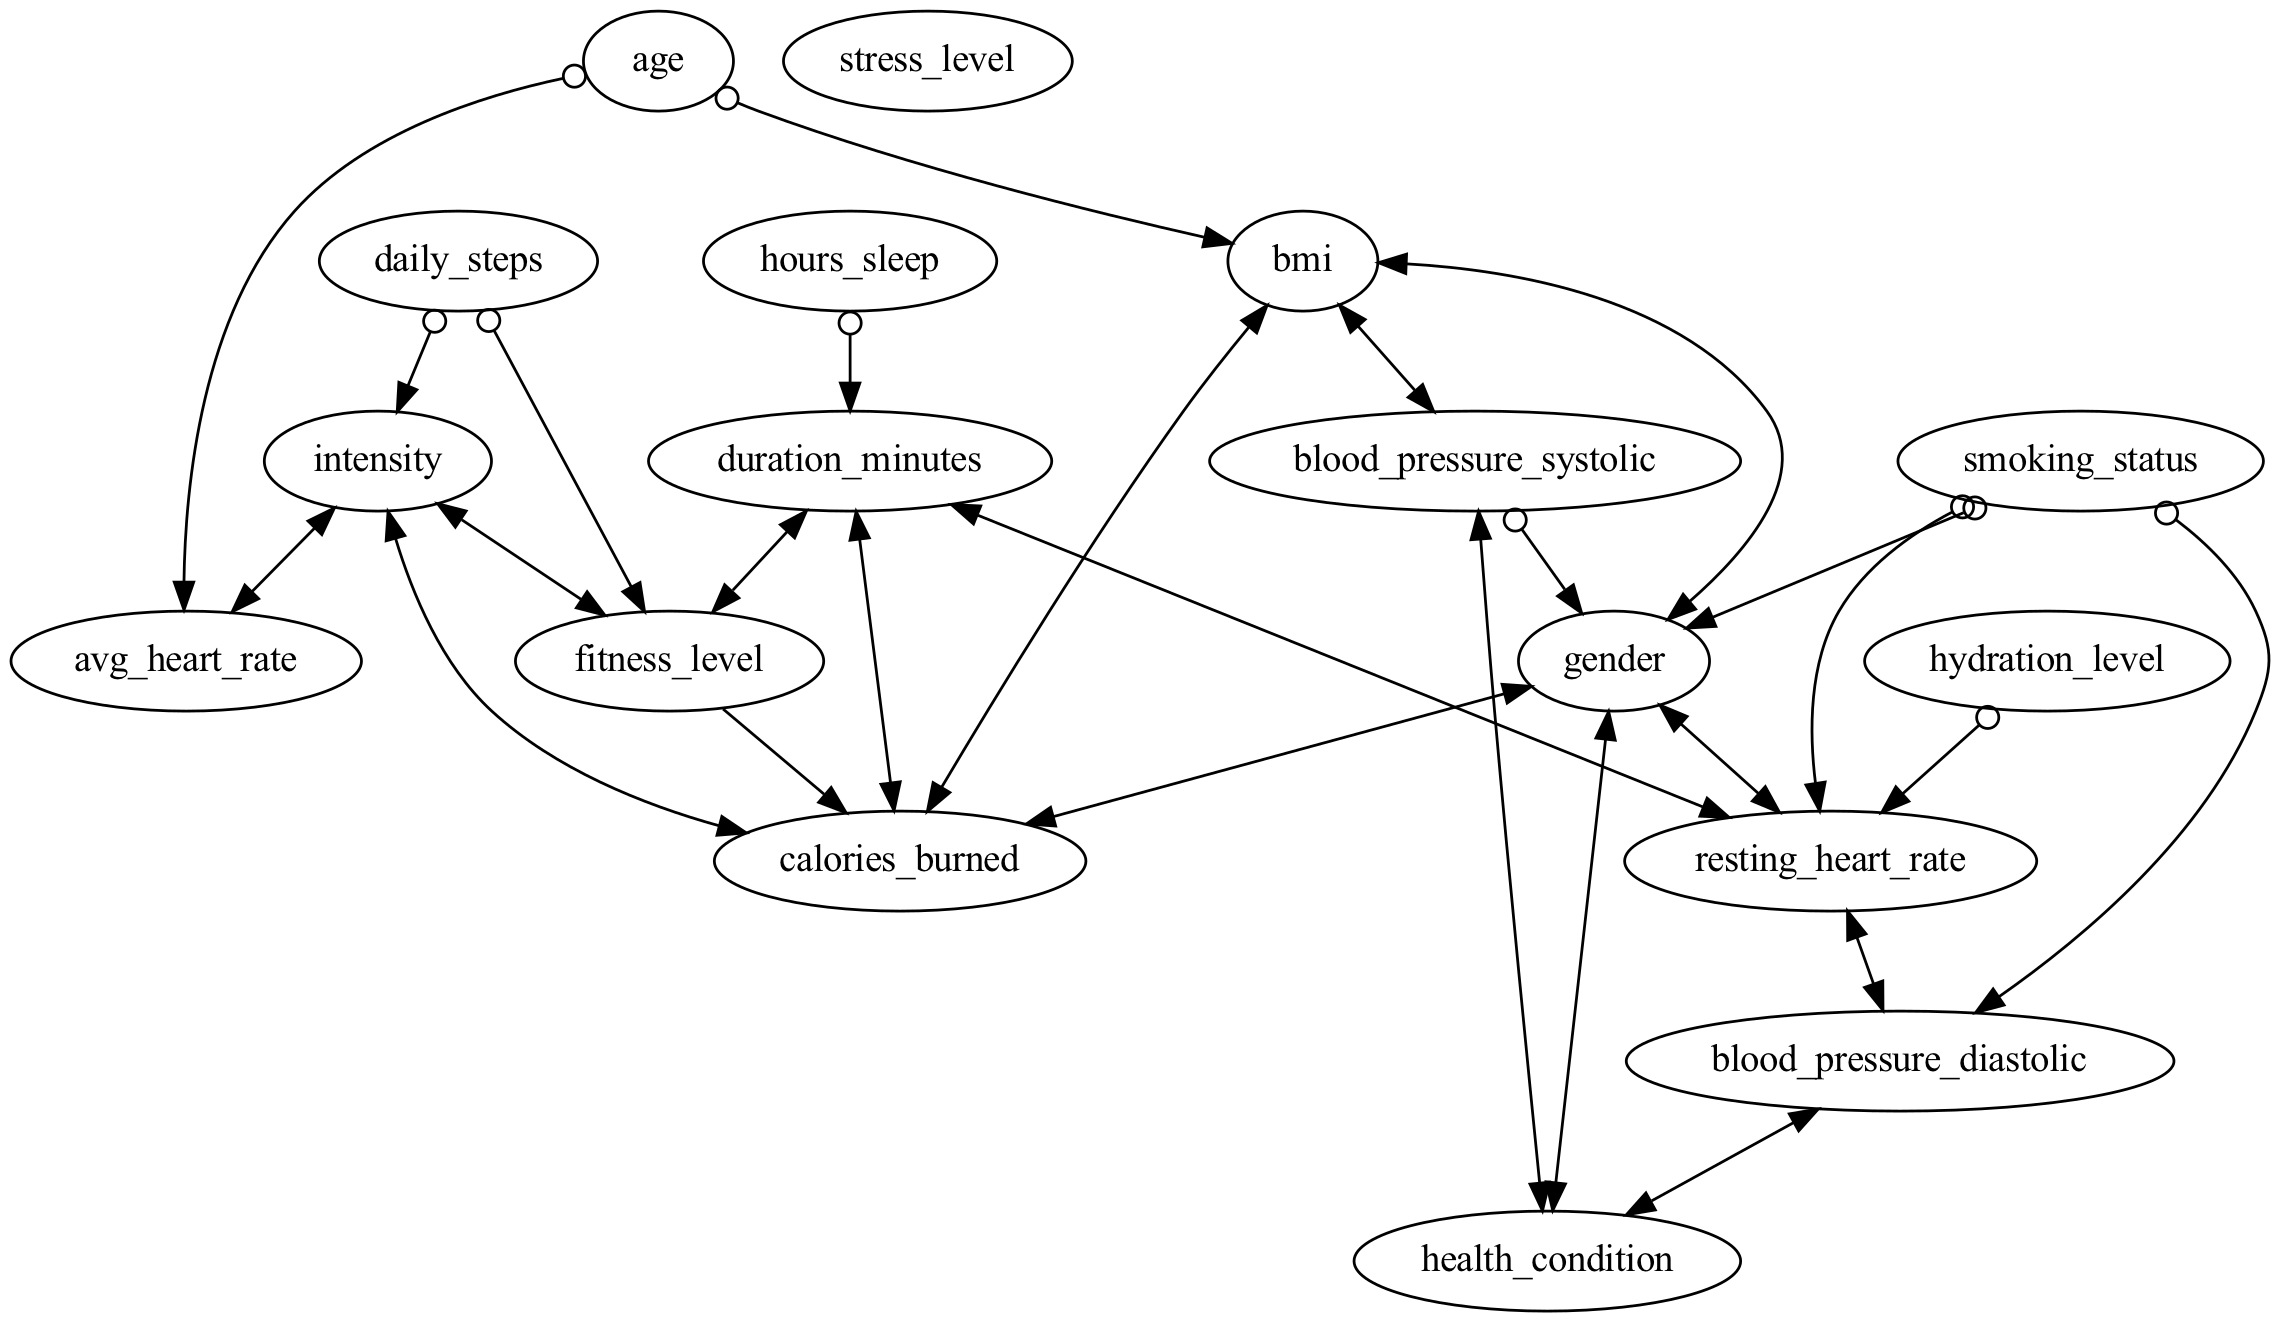 age
stress_level
daily_steps
hours_sleep
bmi
intensity
duration_minutes
blood_pressure_systolic
smoking_status
avg_heart_rate
fitness_level
gender
hydration_level
calories_burned
resting_heart_rate
blood_pressure_diastolic
health_condition